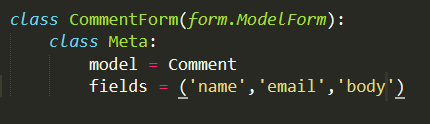 class CommentForm(form.ModelForm):
    class Meta:
        model = Comment
        fields = ('name','email','body')